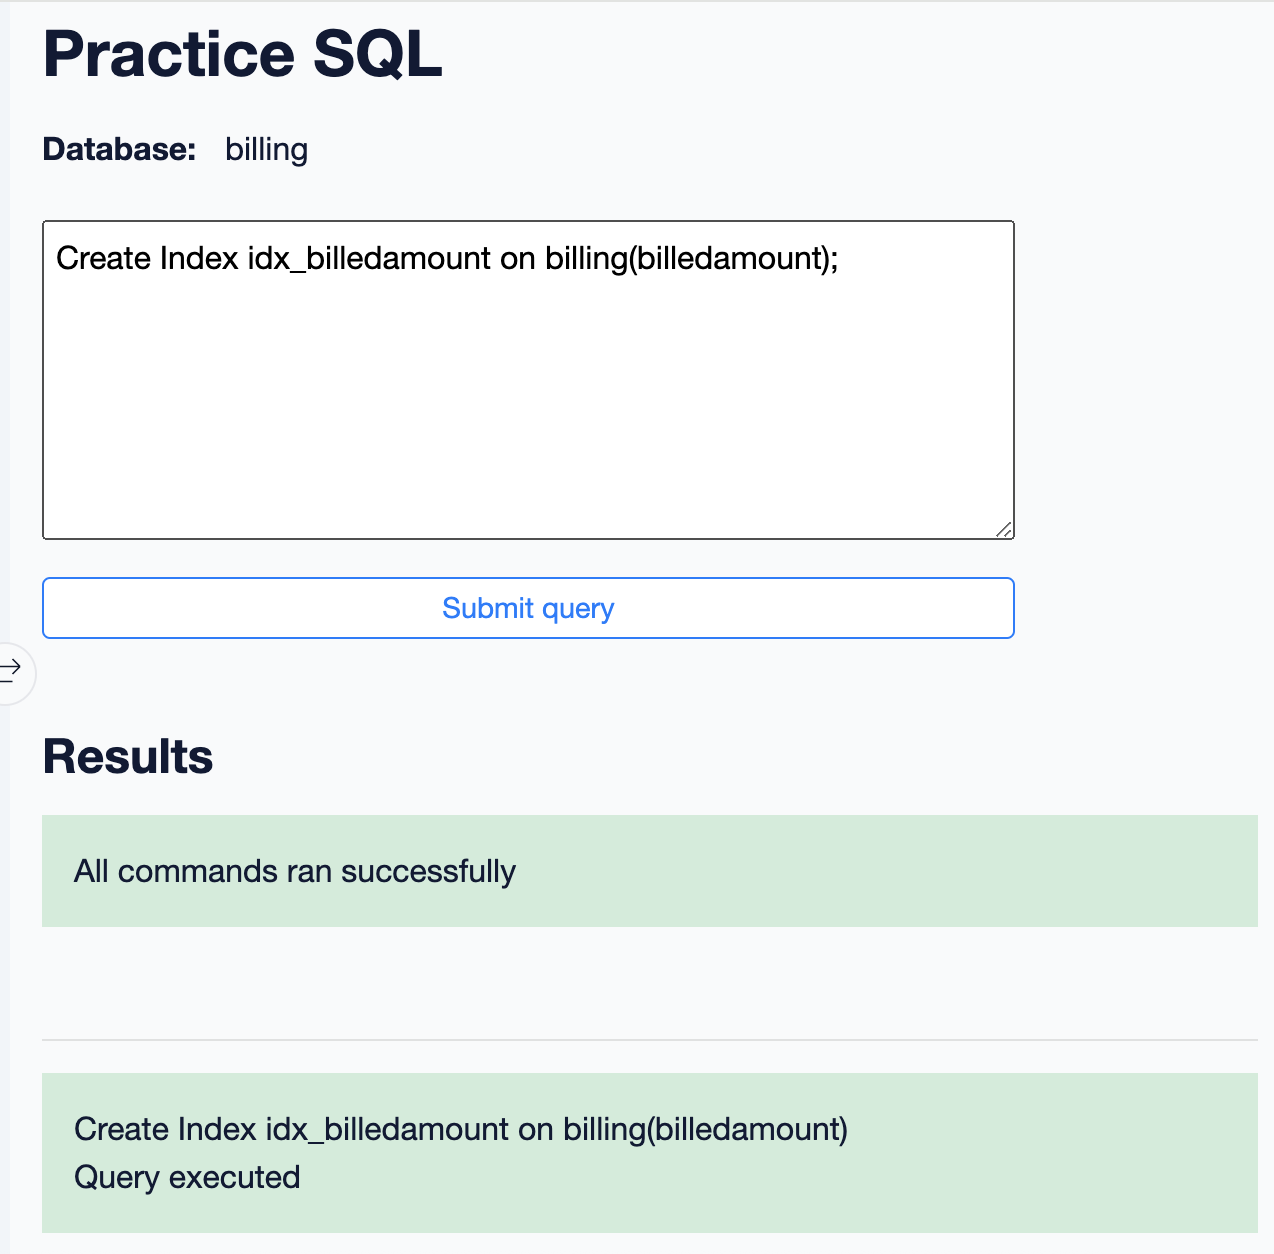 Practice SQL
Database: billing
Create Index idx_billedamount on billing(billedamount);
Submit query
Results
All commands ran successfully
Create Index idx_billedamount on billing(billedamount)
Query executed